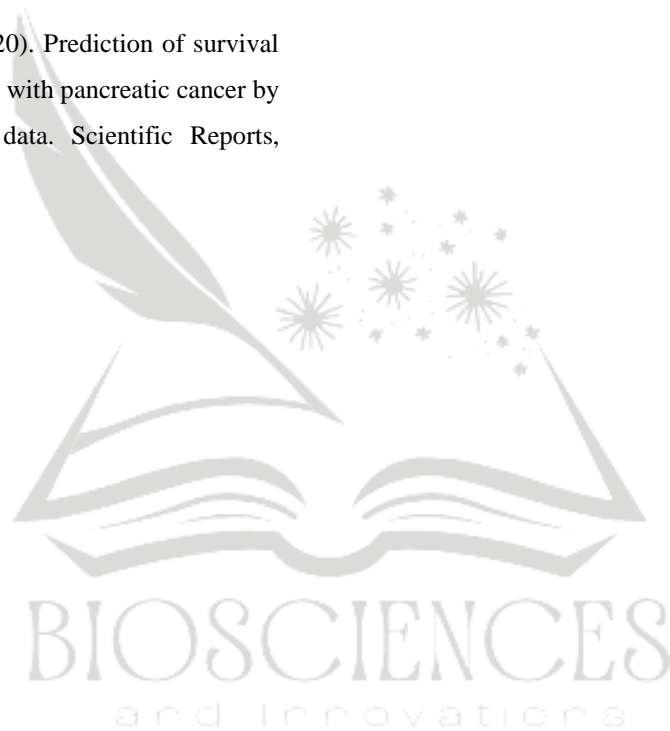 20). Prediction of survival
with pancreatic cancer by
data. Scientific Reports,
BIOSCIENCES
and Innovations